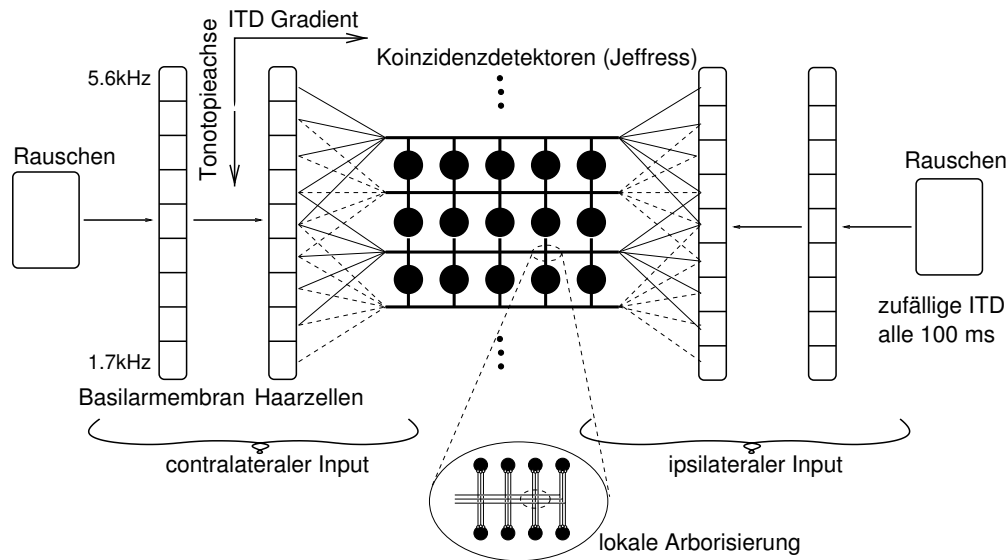 ITD Gradient
Tonotopieachse
Koinzidenzdetektoren (Jeffress)
5.6kHz
Rauschen
Rauschen
zufällige ITD
alle 100 ms
1.7kHz
Basilarmembran
Haarzellen
contralateraler Input
ipsilateraler Input
lokale Arborisierung